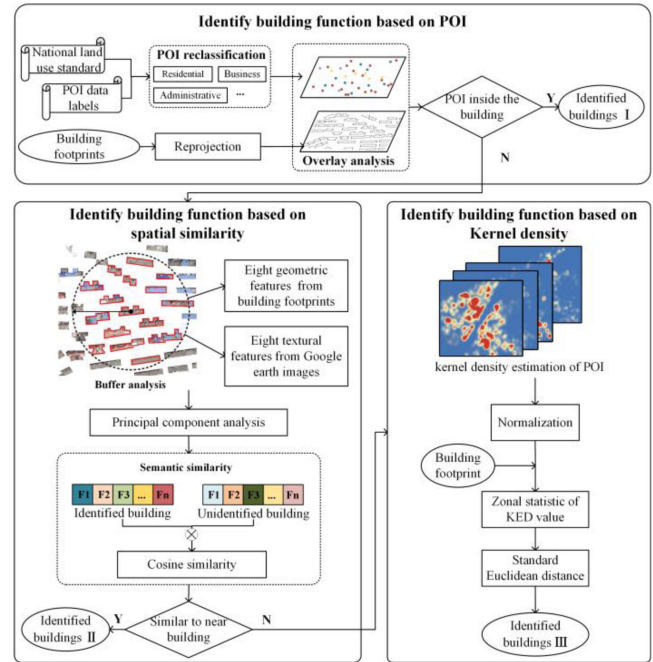 Identify building function based on POI
National land
use standard
POI data
labels
POI reclassification
Residential
Business
Administrative
...
Building
footprints
Reprojection
Overlay analysis
POI inside the
building
Y
Identified
buildings Ⅰ
N
Identify building function based on
spatial similarity
Eight geometric
features from
building footprints
Eight textural
features from Google
earth images
Buffer analysis
Principal component analysis
Semantic similarity
F1 F2 F3 ... Fn
F1 F2 F3 ... Fn
Identified building
Unidentified building
Cosine similarity
Similar to near
building
Y
N
Identified
buildings Ⅱ
Identify building function based on
Kernel density
kernel density estimation of POI
Normalization
Building
footprint
Zonal statistic of
KED value
Standard
Euclidean distance
Identified
buildings Ⅲ